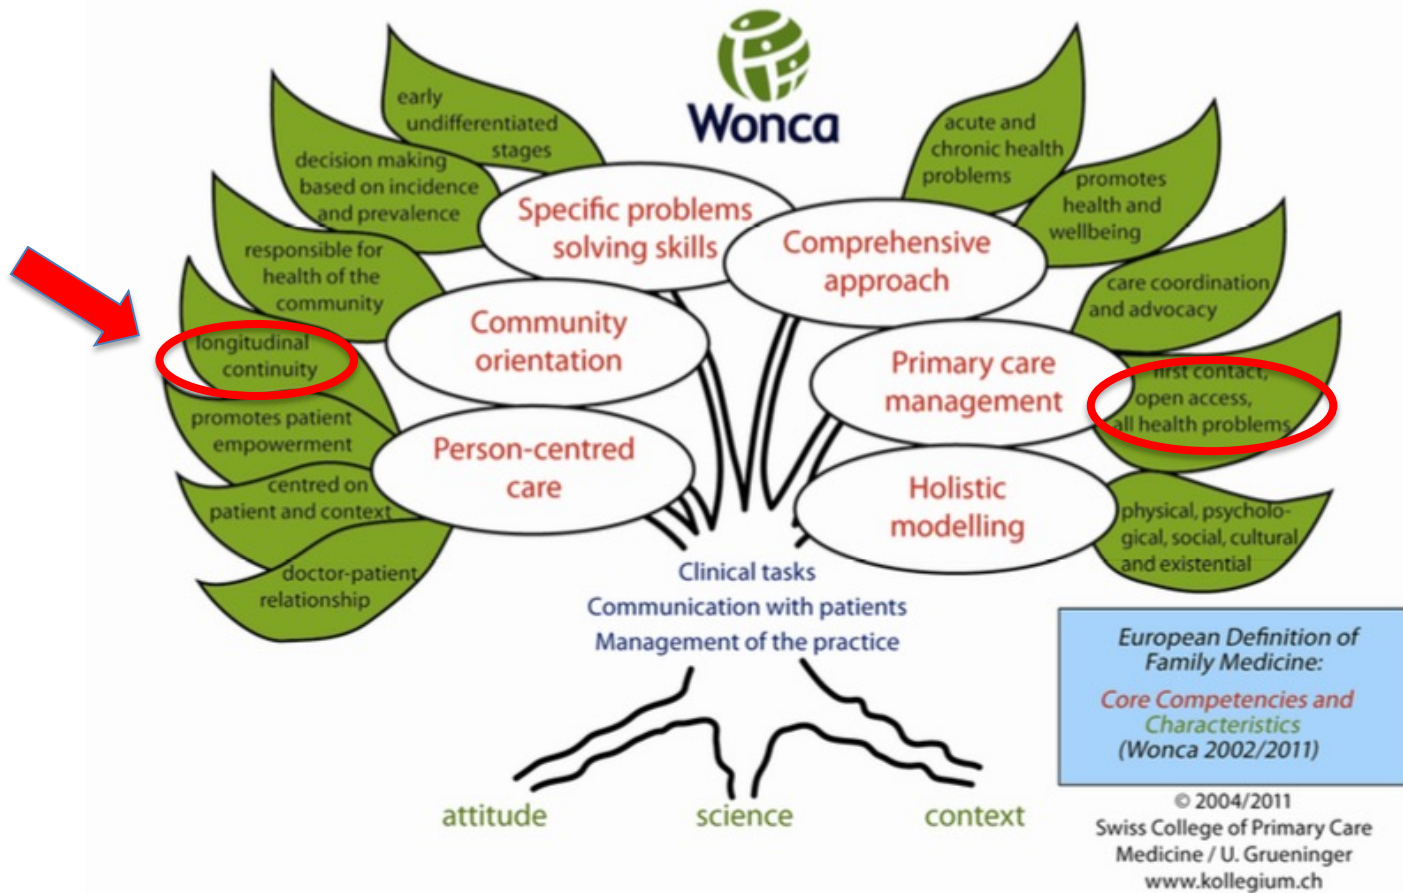 Wonca
early
undifferentiated
stages
decision making
based on incidence
and prevalence
responsible for
health of the
community
longitudinal
continuity
promotes patient
empowerment
centred on
patient and context
doctor-patient
relationship
Specific problems
solving skills
Community
orientation
Person-centred
care
Comprehensive
approach
Primary care
management
Holistic
modelling
acute and
chronic health
problems
promotes
health and
wellbeing
care coordination
and advocacy
first contact,
open access,
all health problems
physical, psycholo-
gical, social, cultural
and existential
Clinical tasks
Communication with patients
Management of the practice
attitude
science
context
European Definition of
Family Medicine:
Core Competencies and
Characteristics
(Wonca 2002/2011)
© 2004/2011
Swiss College of Primary Care
Medicine / U. Grueninger
www.kollegium.ch